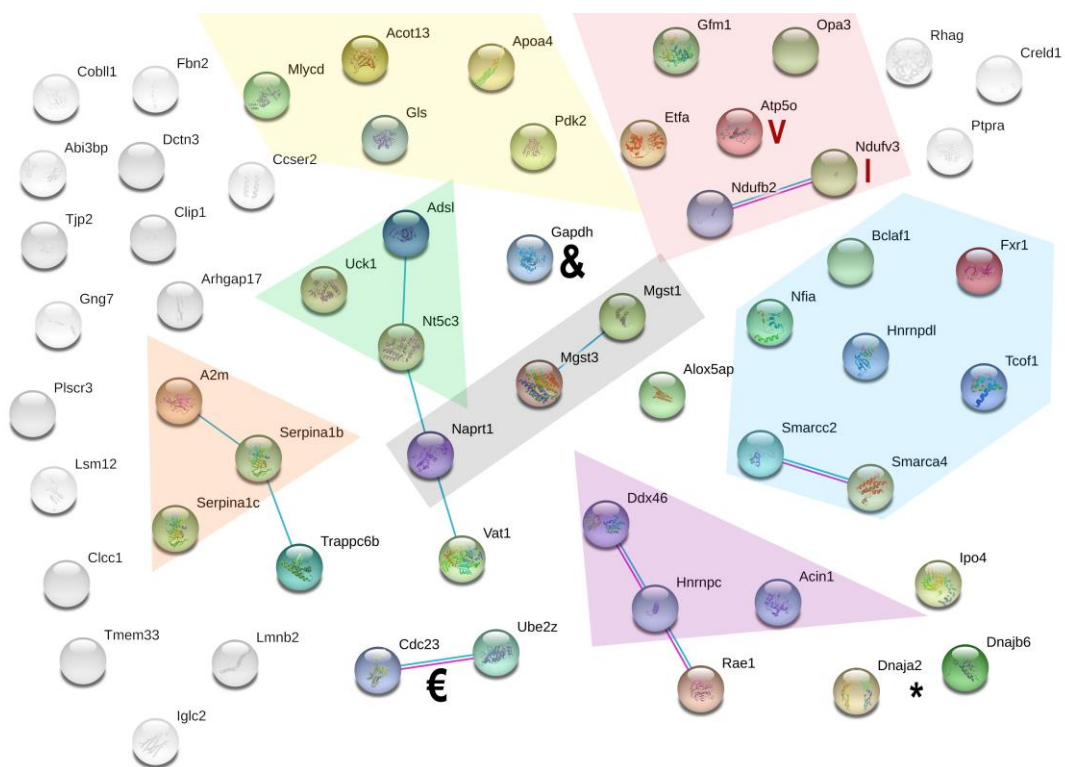 Gfm1
Opa3
Rhag
Creld1
Acot13
Apoa4
Fbn2
Cobll1
Mlycd
Gls
Pdk2
Etfa
Atp5o
V
Ndufv3
I
Ptpra
Abi3bp
Dctn3
Ccser2
Ndufb2
Adsl
Tjp2
Clip1
Gapdh
&
Bclaf1
Fxr1
Uck1
Arhgap17
Mgst1
Nfia
Gng7
Nt5c3
Hnrnpdl
Mgst3
Alox5ap
Tcof1
Plscr3
A2m
Serpina1b
Naprt1
Smarcc2
Smarca4
Lsm12
Serpina1c
Ddx46
Trappc6b
Vat1
Clcc1
Hnrnpc
Acin1
Ipo4
Tmem33
Lmnb2
Cdc23
€
Ube2z
Rae1
Dnaja2
*
Dnajb6
Iglc2